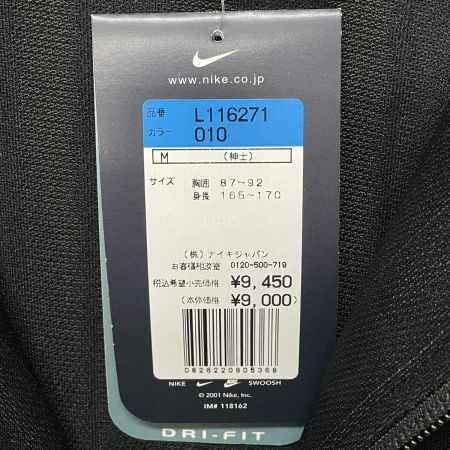 www.nike.co.jp
品番 L116271
カラー 010
M (紳士)
サイズ 胸囲 87~92
身長 165~170
(株)ナイキジャパン
お客様相談室 0120-500-719
税込希望小売価格 ¥9,450
(本体価格 ¥9,000)
0826220805368
NIKE SWOOSH
© 2001 Nike, Inc.
IM# 118162
DRI-FIT